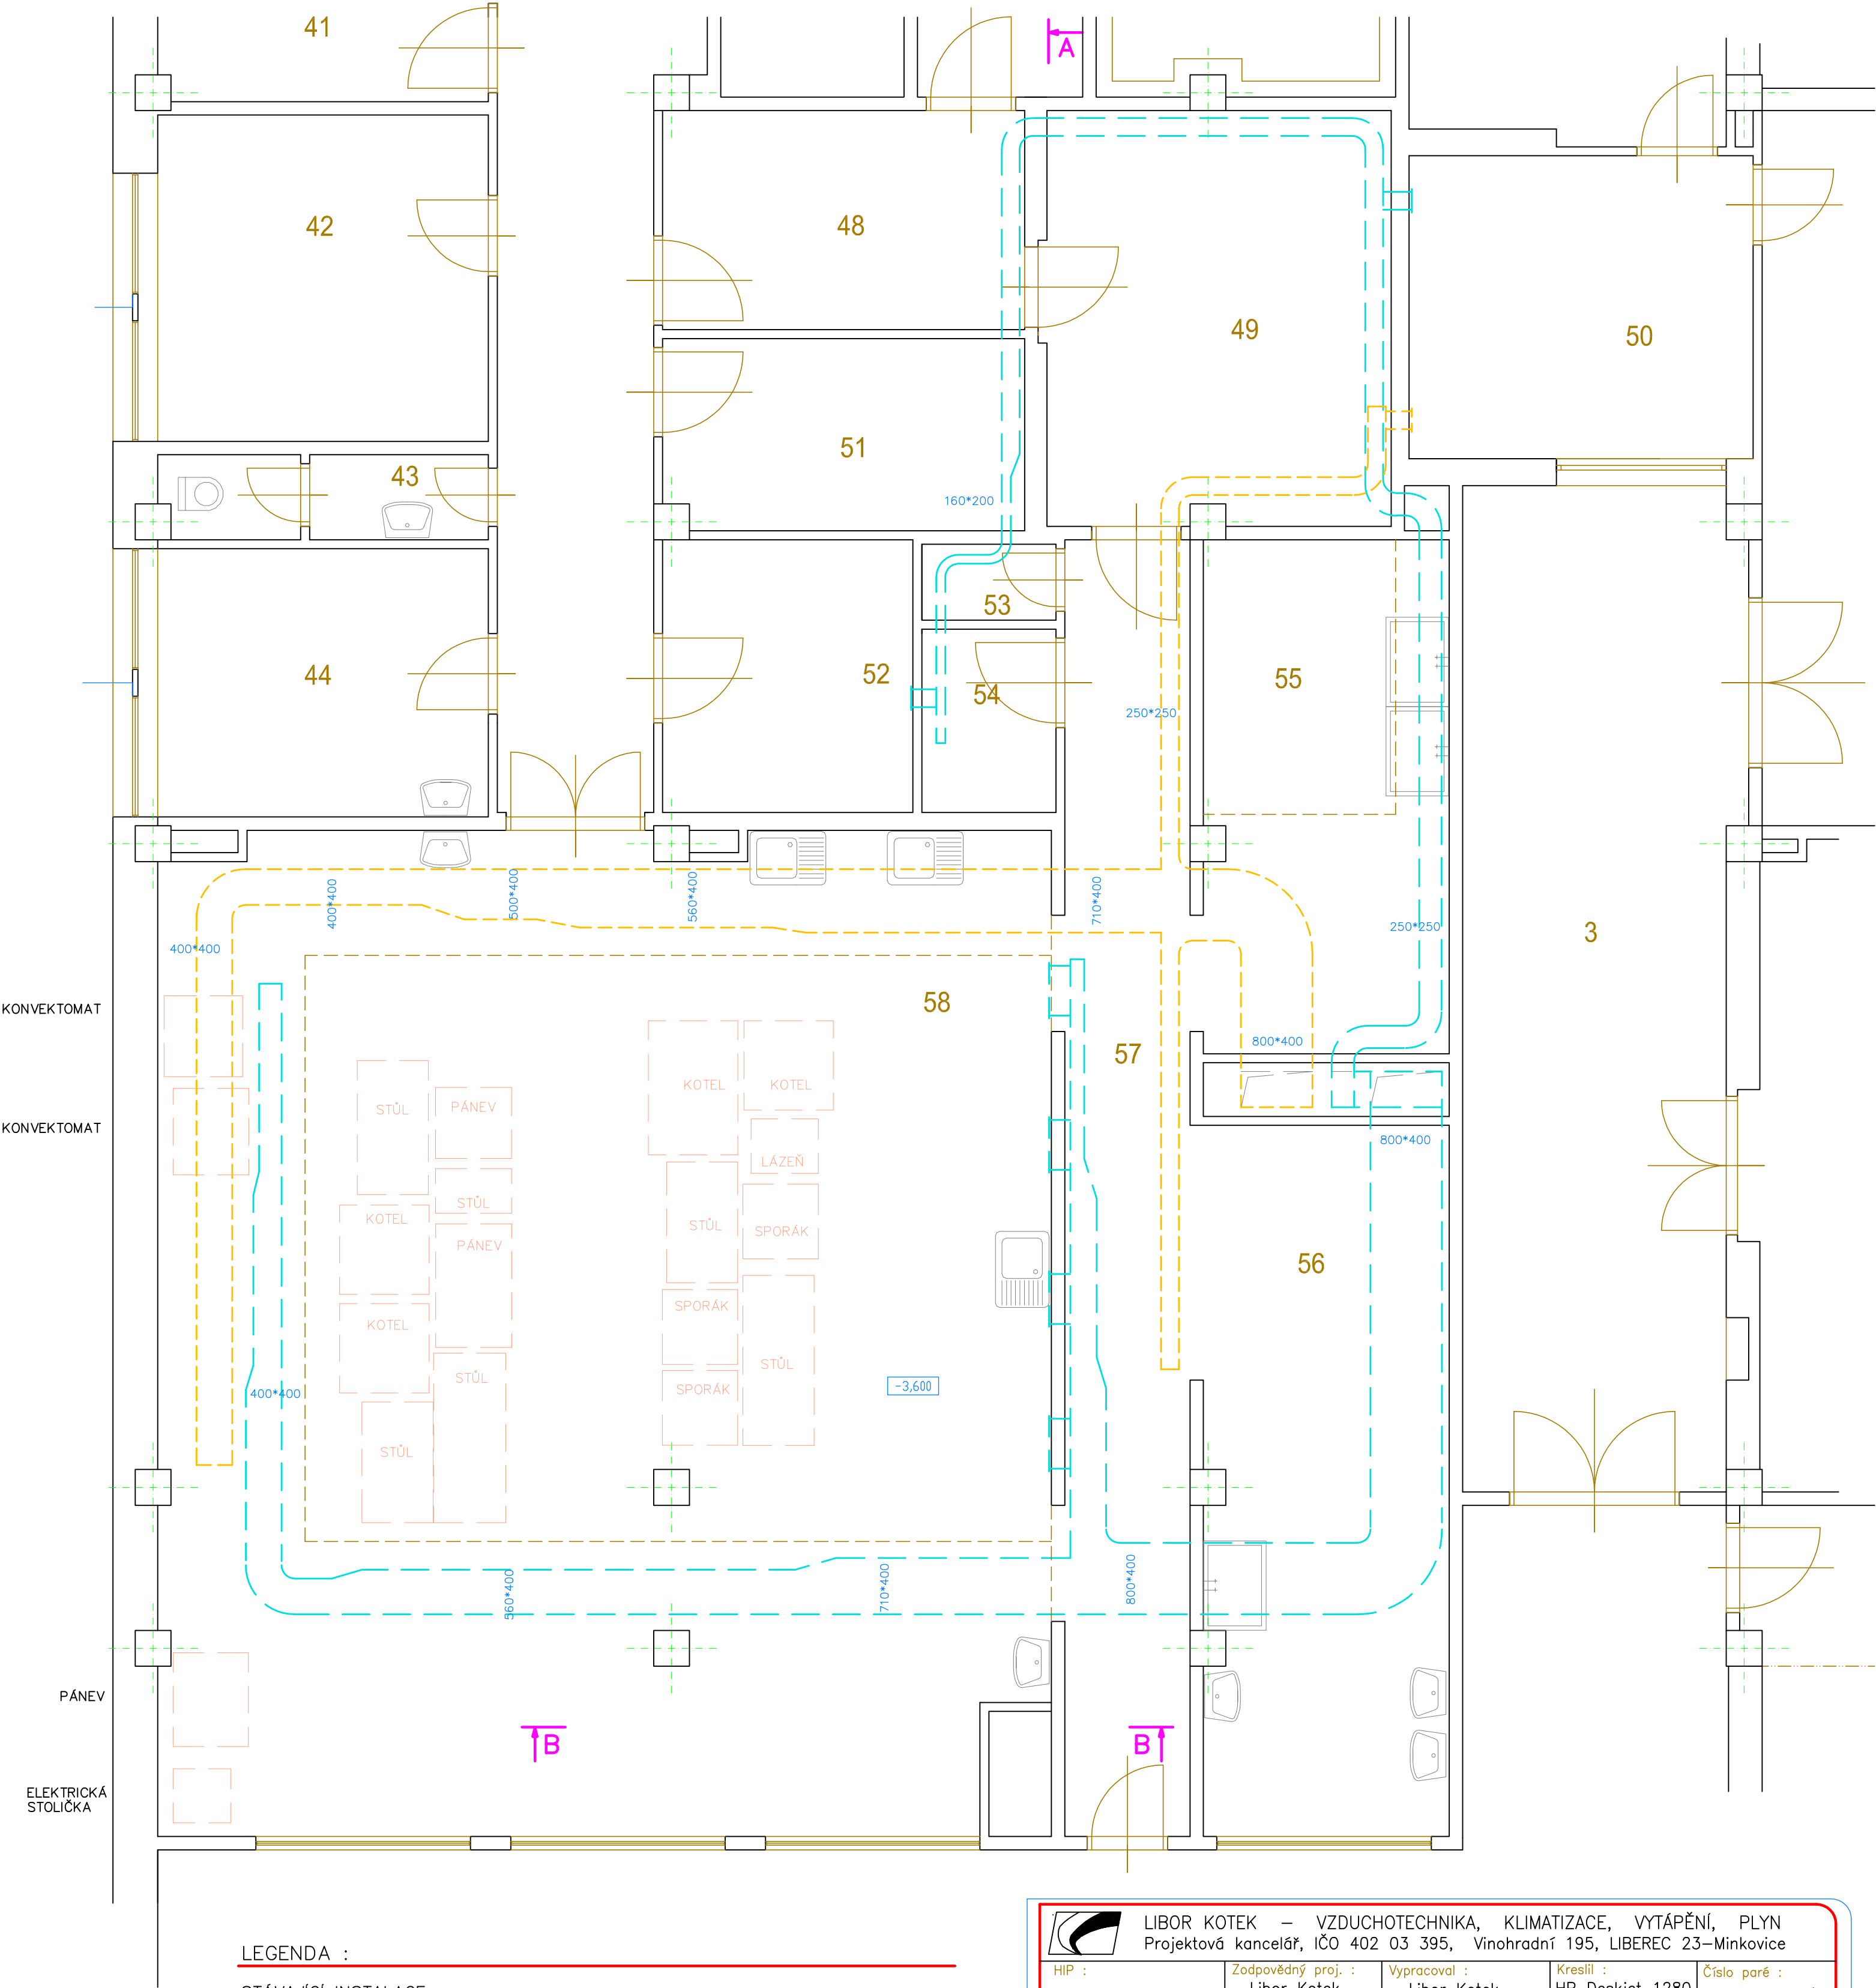 41
A
42
48
49
50
43
51
160*200
53
44
52
54
55
250*250
400*400
500*400
560*400
710*400
250*250
400*400
3
58
KONVEKTOMAT
57
800*400
KOTEL
KOTEL
STŮL
PÁNEV
KONVEKTOMAT
800*400
LÁZEŇ
STŮL
KOTEL
STŮL
SPORÁK
PÁNEV
56
SPORÁK
KOTEL
STŮL
STŮL
400*400
-3,600
SPORÁK
STŮL
560*400
710*400
800*400
PÁNEV
B
B
ELEKTRICKÁ
STOLIČKA
LIBOR KOTEK – VZDUCHOTECHNIKA, KLIMATIZACE, VYTÁPĚNÍ, PLYN
Projektová kancelář, IČO 402 03 395, Vinohradní 195, LIBEREC 23-Minkovice
LEGENDA :
HIP :
Zodpovědný proj. :
Vypracoval :
Kreslil :
Číslo paré :